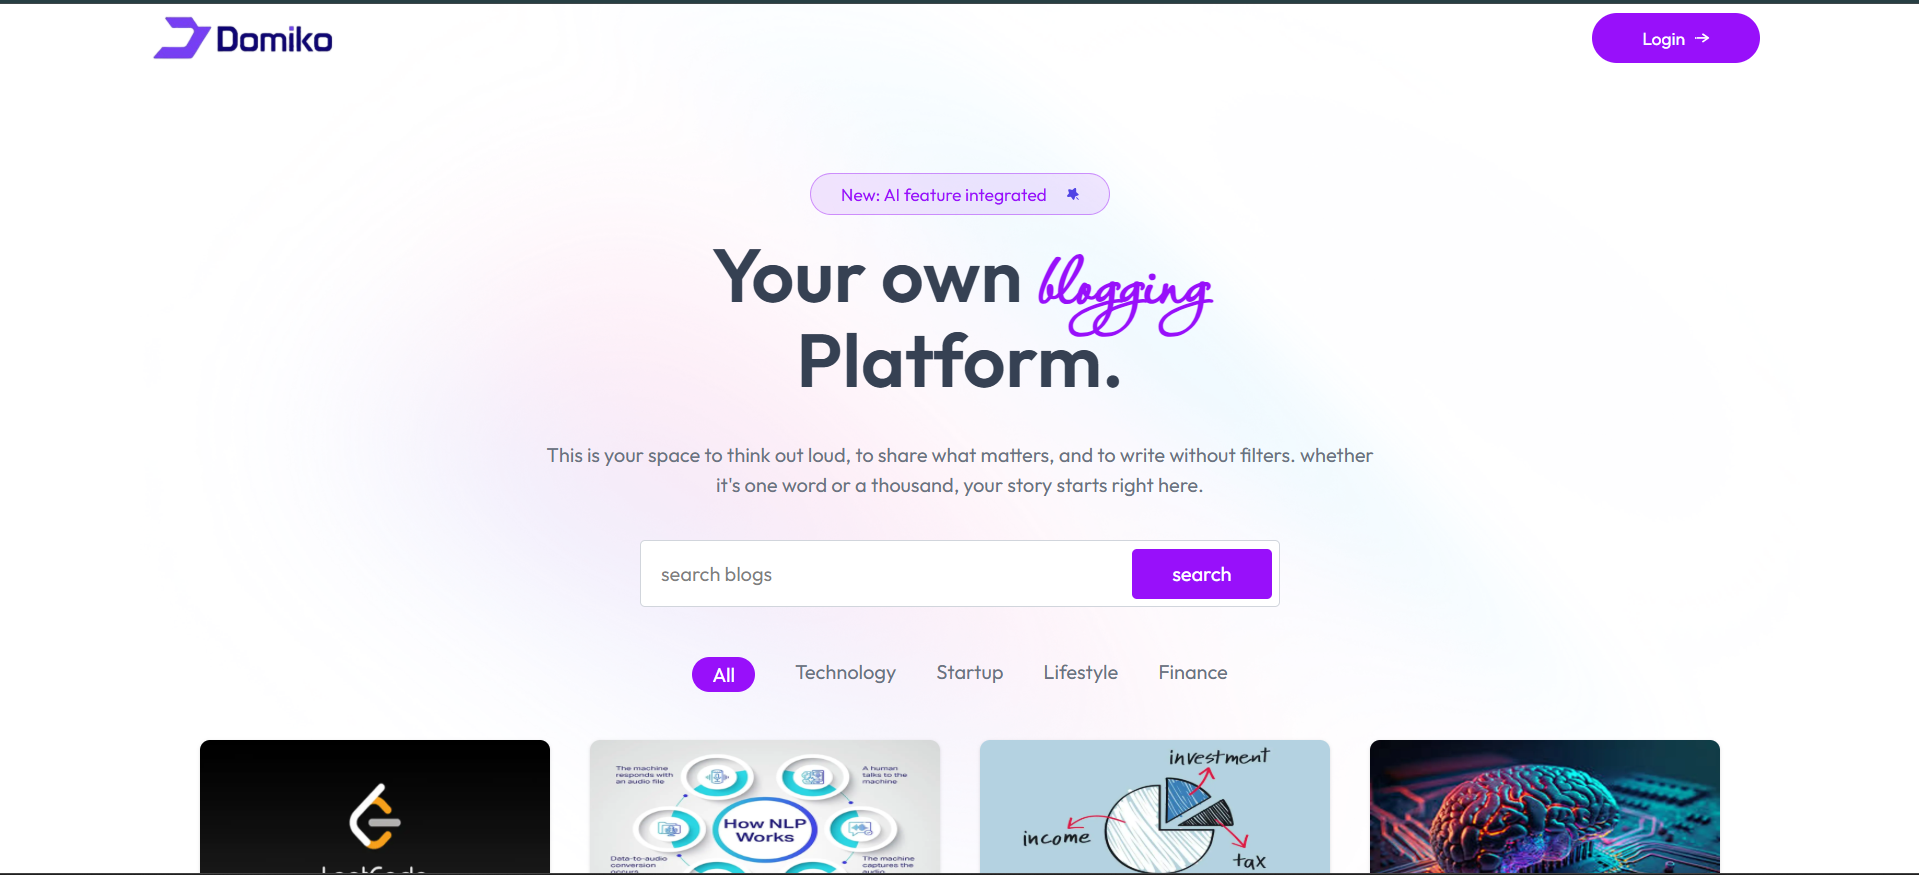 Domiko
Login
New: AI feature integrated
Your own blogging
Platform.
This is your space to think out loud, to share what matters, and to write without filters. whether
it's one word or a thousand, your story starts right here.
search blogs
search
All Technology Startup Lifestyle Finance
LeetCode
The machine
responds with
an audio file
A human
talks to the
machine
How NLP
Works
Data-to-audio
conversion
occurs
The machine
captures the
audio
investment
income
tax